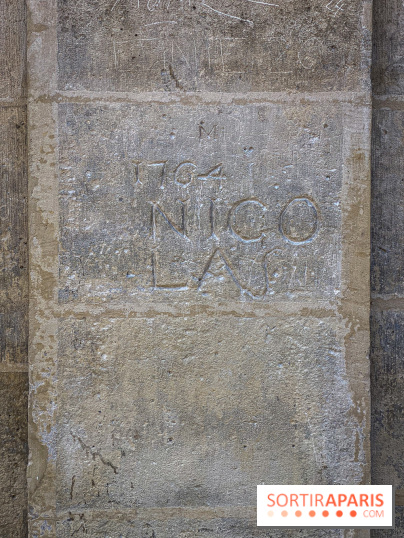 M
1764
NICO
LAS
SORTIRAPARIS
.COM